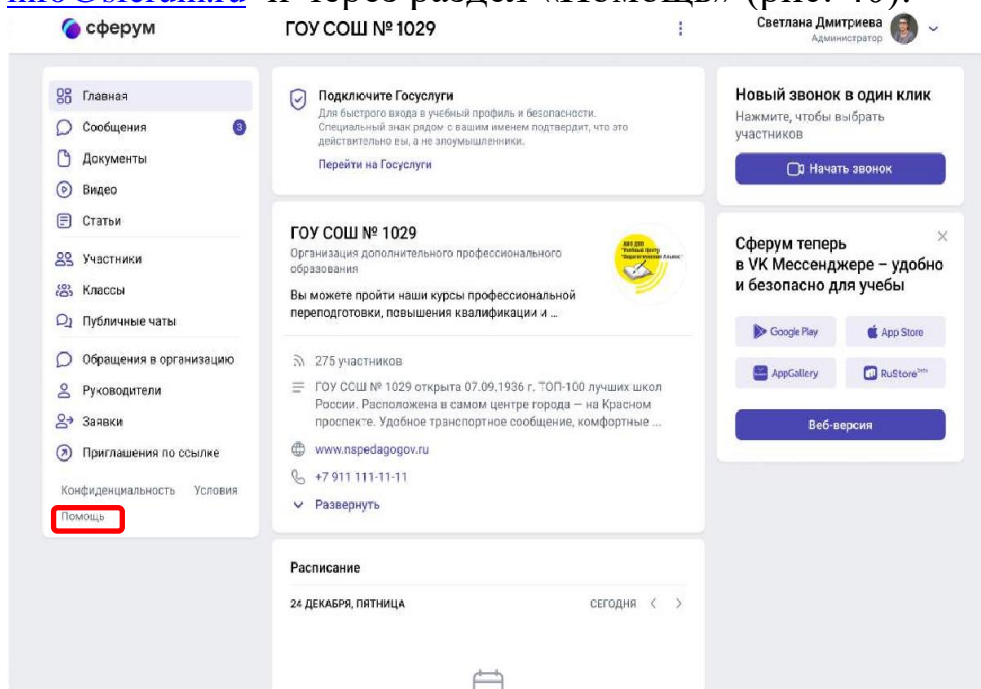 info@sferum.ru и через раздел «Помощь» (рис. 40).
сферум
ГОУ СОШ № 1029
Светлана Дмитриева
Администратор
Главная
Сообщения 3
Документы
Видео
Статьи
Участники
Классы
Публичные чаты
Обращения в организацию
Руководители
Заявки
Приглашения по ссылке
Конфиденциальность Условия
Помощь
Подключите Госуслуги
Для быстрого входа в учебный профиль и безопасности.
Специальный знак рядом с вашим именем подтвердит, что это
действительно вы, а не злоумышленники.
Перейти на Госуслуги
ГОУ СОШ № 1029
Организация дополнительного профессионального
образования
Вы можете пройти наши курсы профессиональной
переподготовки, повышения квалификации и ...
275 участников
ГОУ СОШ № 1029 открыта 07.09.1936 г. ТОП-100 лучших школ
России. Расположена в самом центре города — на Красном
проспекте. Удобное транспортное сообщение, комфортные ...
www.nspedagogov.ru
+7 911 111-11-11
Развернуть
Расписание
24 ДЕКАБРЯ, ПЯТНИЦА
СЕГОДНЯ
Новый звонок в один клик
Нажмите, чтобы выбрать
участников
Начать звонок
Сферум теперь
в VK Мессенджере – удобно
и безопасно для учебы
Google Play
App Store
AppGallery
RuStore
Веб-версия